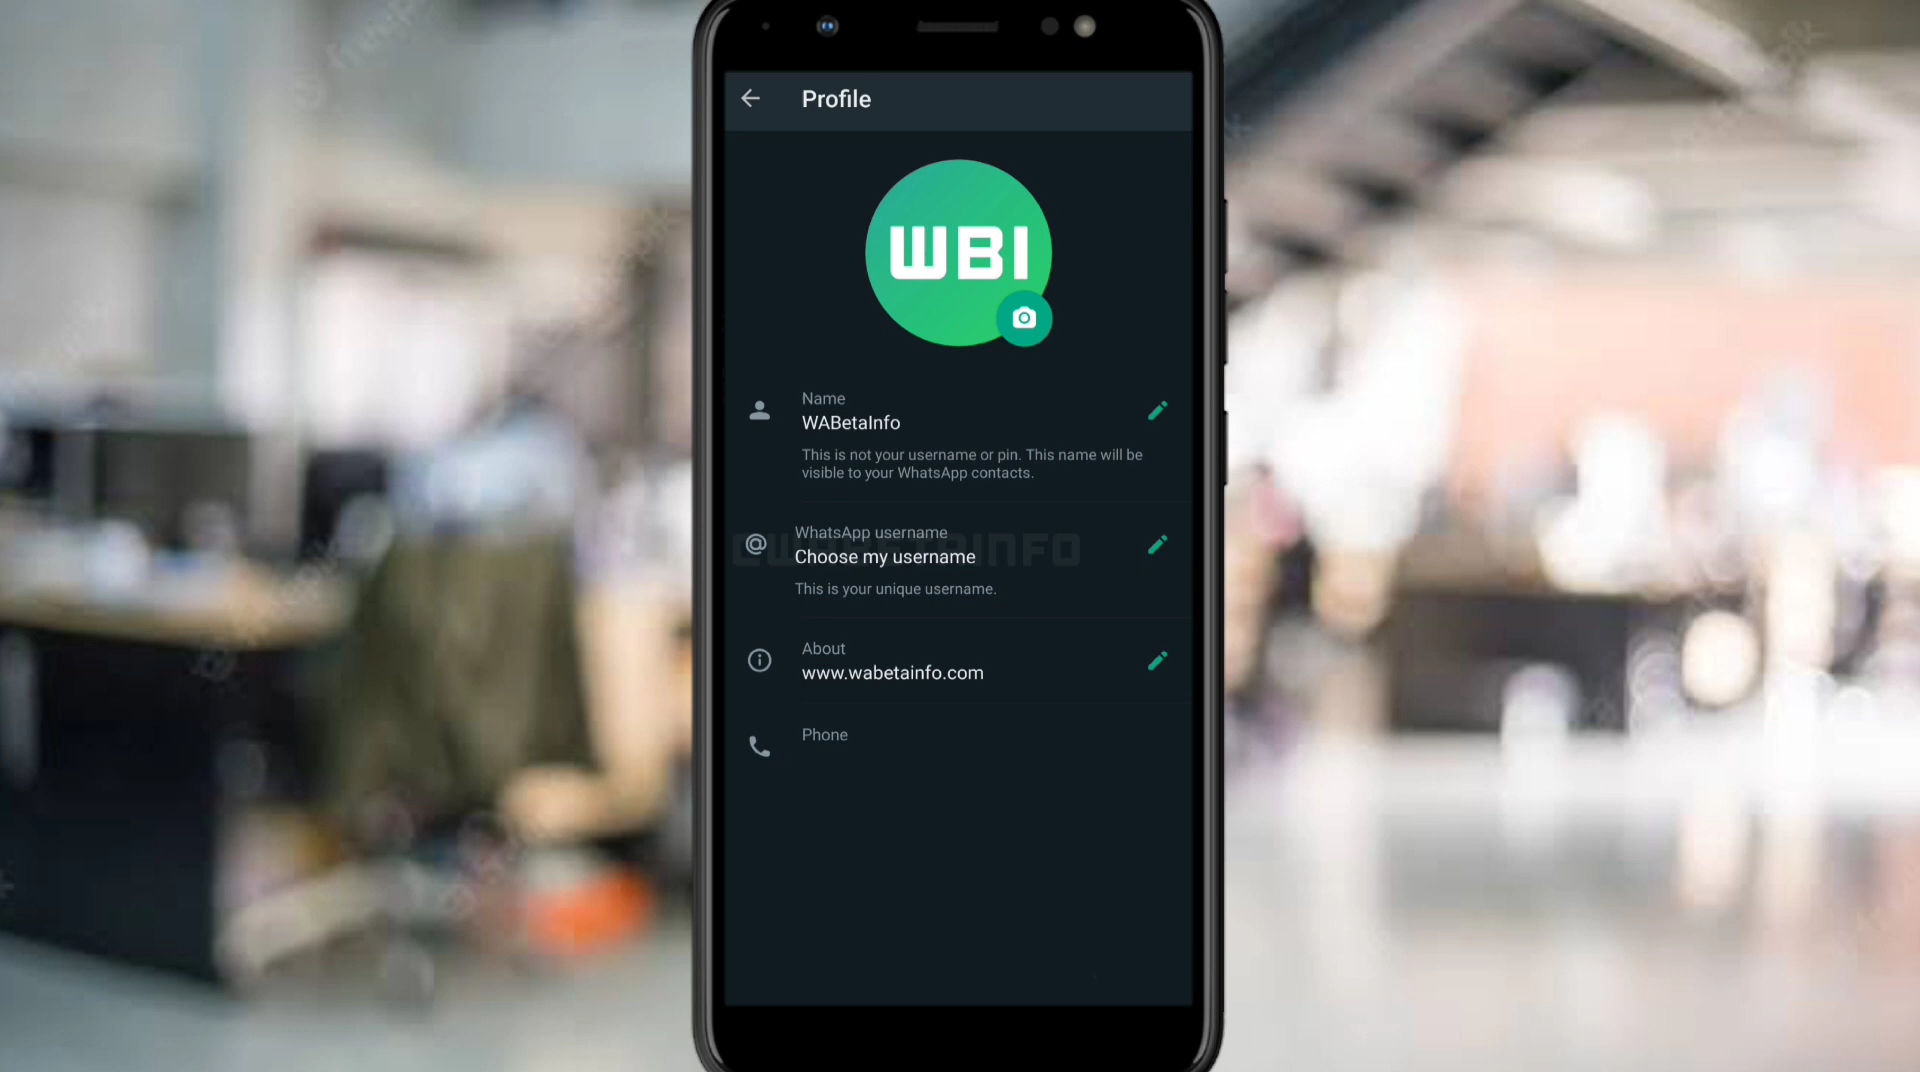 Profile
WBI
Name
WABetaInfo
This is not your username or pin. This name will be
visible to your WhatsApp contacts.
WhatsApp username
Choose my username
This is your unique username.
About
www.wabetainfo.com
Phone